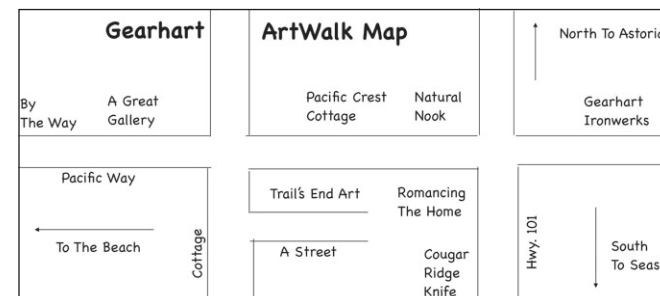 Gearhart ArtWalk Map
North To Astoria
By
The Way
A Great
Gallery
Pacific Crest
Cottage
Natural
Nook
Gearhart
Ironwerks
Pacific Way
Trail's End Art
Romancing
The Home
To The Beach
Cottage
A Street
Cougar
Ridge
Knife
Hwy. 101
South
To Seas